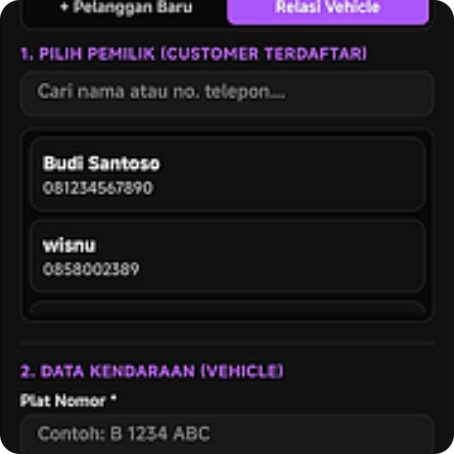 + Pelanggan Baru
Relasi Vehicle
1. PILIH PEMILIK (CUSTOMER TERDAFTAR)
Cari nama atau no. telepon...
Budi Santoso
081234567890
wisnu
0858002389
2. DATA KENDARAAN (VEHICLE)
Plat Nomor *
Contoh: B 1234 ABC